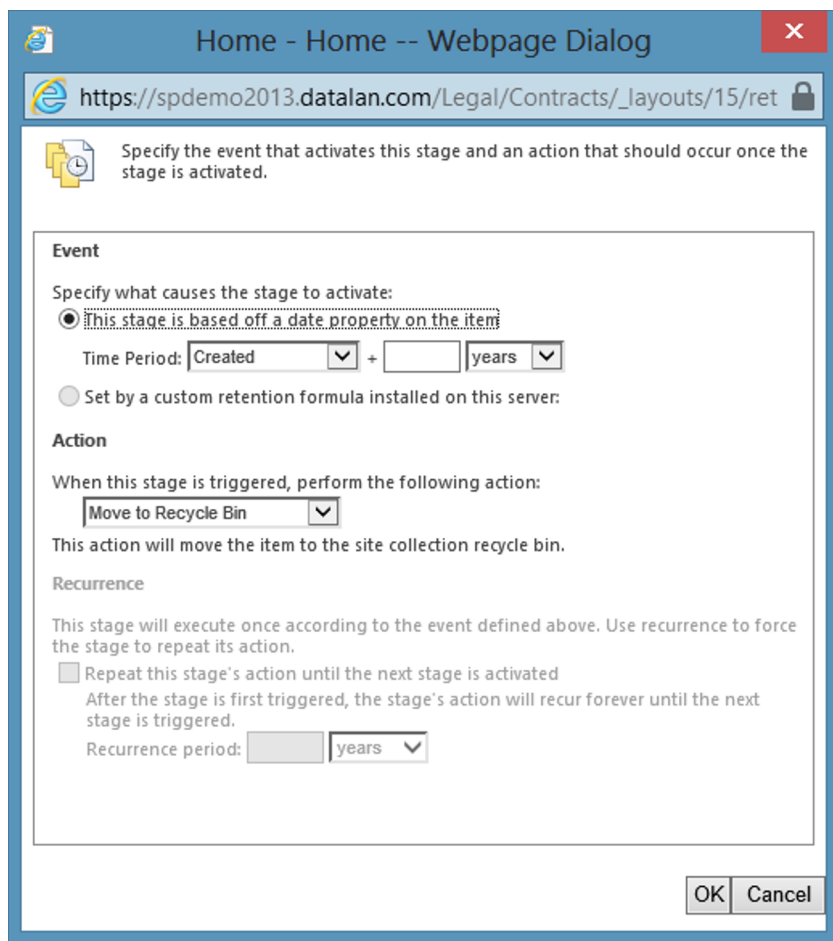 Home - Home -- Webpage Dialog
https://spdemo2013.datalan.com/Legal/Contracts/_layouts/15/ret
Specify the event that activates this stage and an action that should occur once the
stage is activated.
Event
Specify what causes the stage to activate:
This stage is based off a date property on the item
Time Period: Created + years
Set by a custom retention formula installed on this server:
Action
When this stage is triggered, perform the following action:
Move to Recycle Bin
This action will move the item to the site collection recycle bin.
Recurrence
This stage will execute once according to the event defined above. Use recurrence to force
the stage to repeat its action.
Repeat this stage's action until the next stage is activated
After the stage is first triggered, the stage's action will recur forever until the next
stage is triggered.
Recurrence period: years
OK Cancel